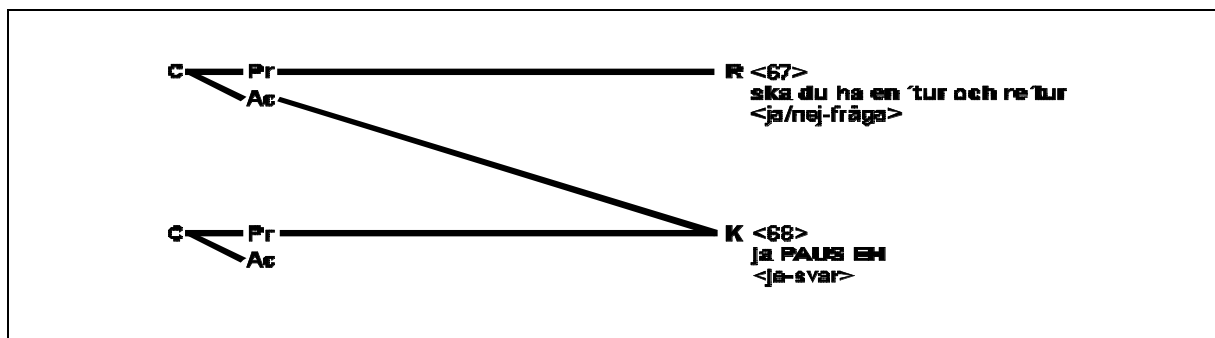 C Pr R <67>
Ac ska du ha en ´tur och re´tur
<ja/nej-fråga>
C Pr K <68>
Ac ja PAUS EH
<ja-svar>